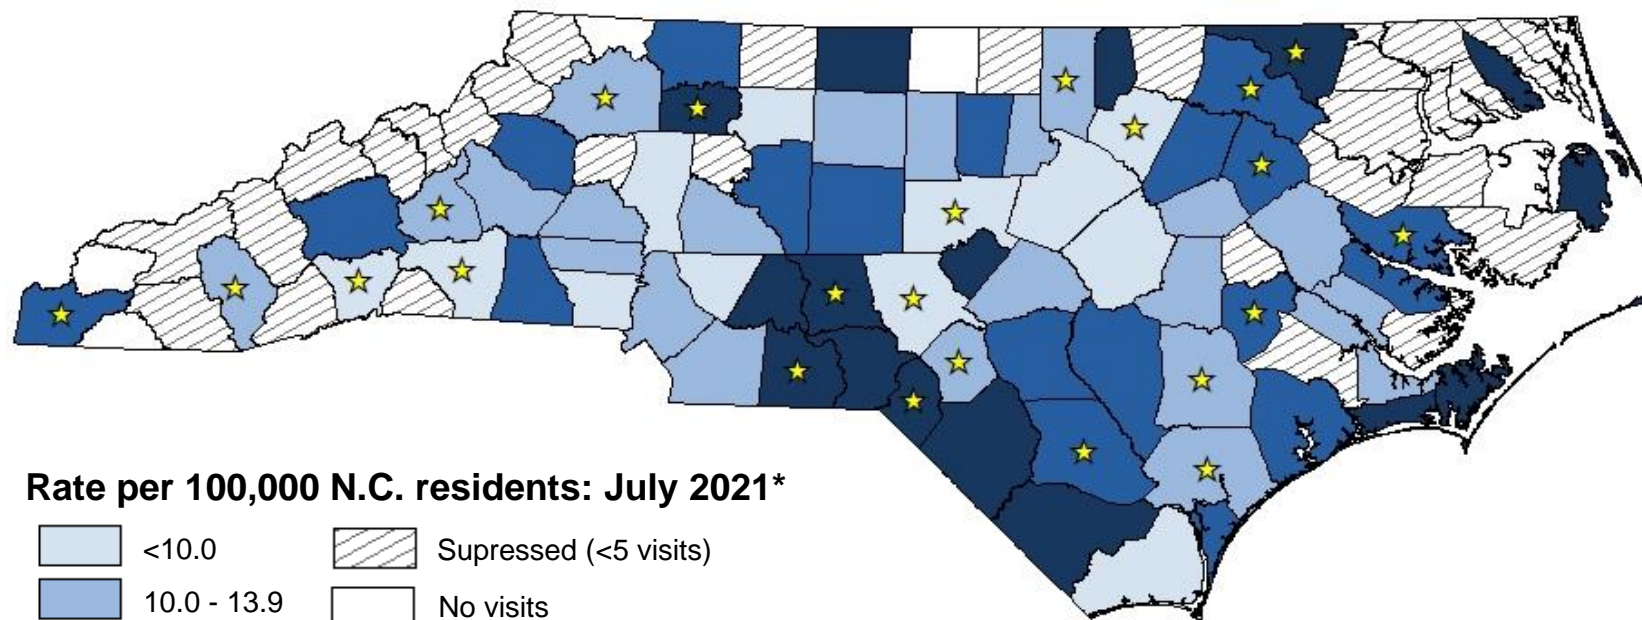 Rate per 100,000 N.C. residents: July 2021*
<10.0
Supressed (<5 visits)
10.0 - 13.9
No visits